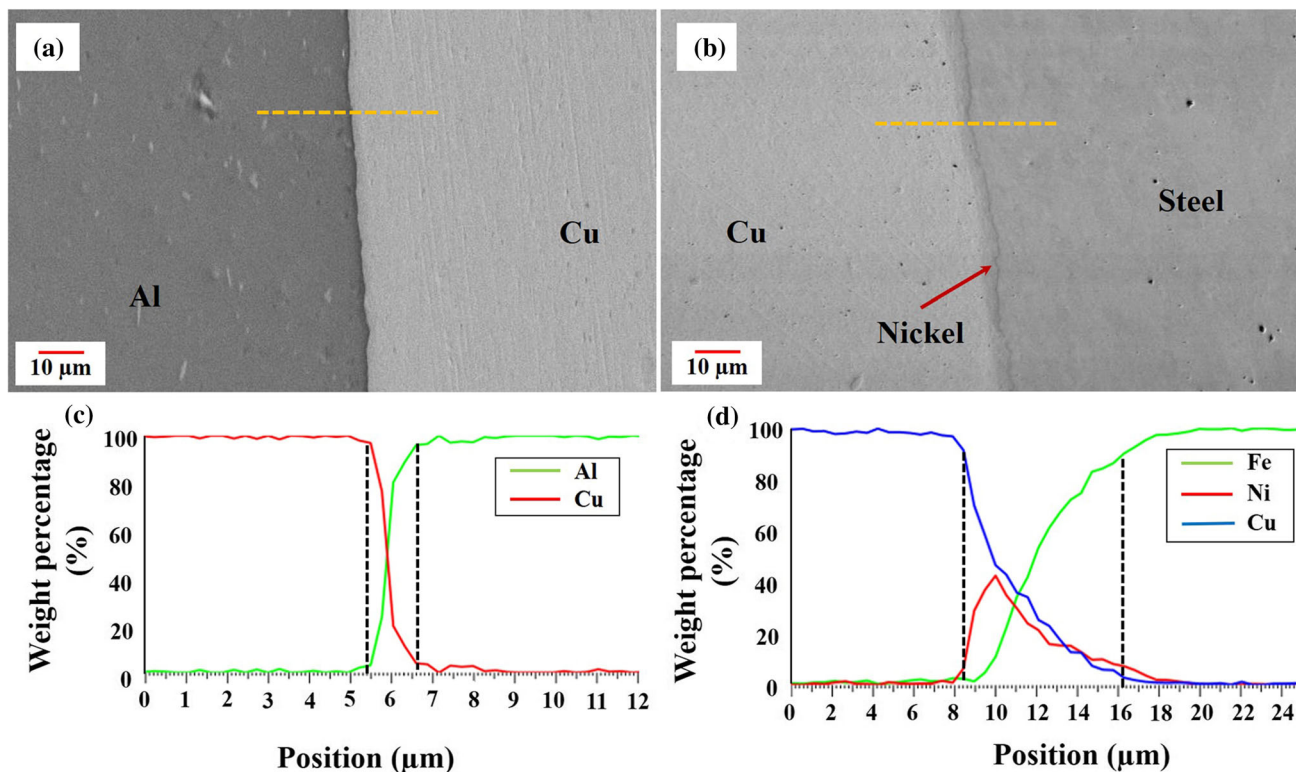 (a)
Al
Cu
10 µm
(b)
Cu
Steel
Nickel
10 µm
(c)
Weight percentage
(%)
100
80
60
40
20
0
Al
Cu
0 1 2 3 4 5 6 7 8 9 10 11 12
Position (µm)
(d)
Weight percentage
(%)
100
80
60
40
20
0
Fe
Ni
Cu
0 2 4 6 8 10 12 14 16 18 20 22 24
Position (µm)